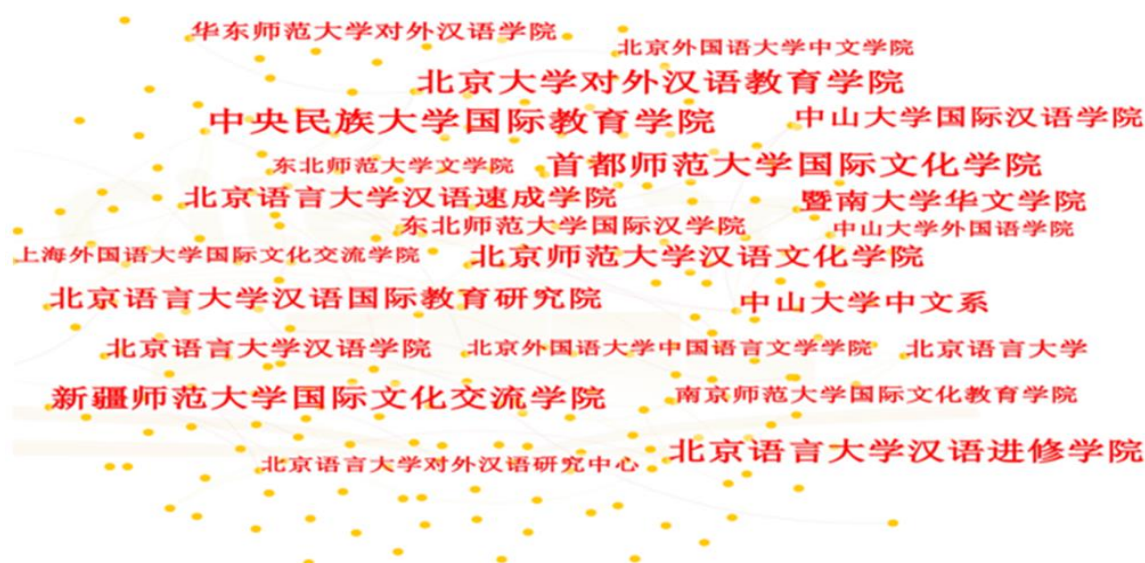 华东师范大学对外汉语学院
北京外国语大学中文学院
北京大学对外汉语教育学院
中央民族大学国际教育学院
中山大学国际汉语学院
东北师范大学文学院
首都师范大学国际文化学院
北京语言大学汉语速成学院
暨南大学华文学院
东北师范大学国际汉学院
中山大学外国语学院
上海外国语大学国际文化交流学院
北京师范大学汉语文化学院
北京语言大学汉语国际教育研究院
中山大学中文系
北京语言大学汉语学院
北京外国语大学中国语言文学学院
北京语言大学
新疆师范大学国际文化交流学院
南京师范大学国际文化教育学院
北京语言大学对外汉语研究中心
北京语言大学汉语进修学院